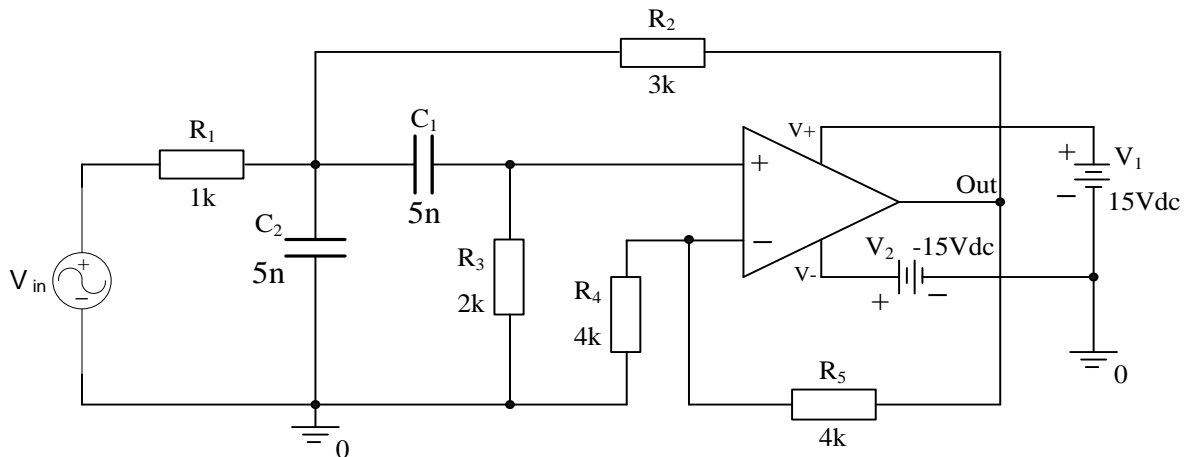 R2
3k
R1
1k
C1
5n
V+
+
V1
+
−
15Vdc
Out
C2
5n
R3
2k
−
V2 -15Vdc
V-
+ −
Vin
+
−
R4
4k
R5
4k
0
0